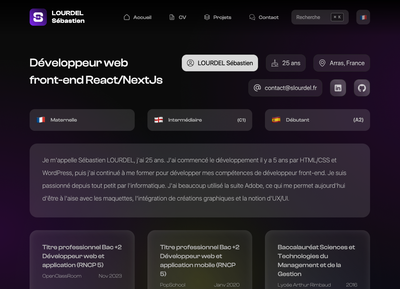 LOURDEL
Sébastien
Accueil
CV
Projets
Contact
Recherche
Développeur web
front-end React/NextJs
LOURDEL Sébastien
25 ans
Arras, France
contact@slourdel.fr
Maternelle
Intermédiaire
(C1)
Débutant
(A2)
Je m'appelle Sébastien LOURDEL, j'ai 25 ans. J'ai commencé le développement il y a 5 ans par HTML/CSS et
WordPress, puis j'ai continué à me former pour développer mes compétences de développeur front-end. Je suis
passionné depuis tout petit par l'informatique. J'ai beaucoup utilisé la suite Adobe, ce qui me permet aujourd'hui
d'être à l'aise avec les maquettes, l'intégration de créations graphiques et la notion d'UX/UI.
Titre professionnel Bac +2
Développeur web et
application web (RNCP 5)
OpenClassRoom
Nov 2023
Titre professionnel Bac +2
Développeur web et
application mobile (RNCP
5)
PopSchool
Janv 2020
Baccalauréat Sciences et
Technologies du
Management et de la
Gestion
Lycée Arthur Rimbaud
2016